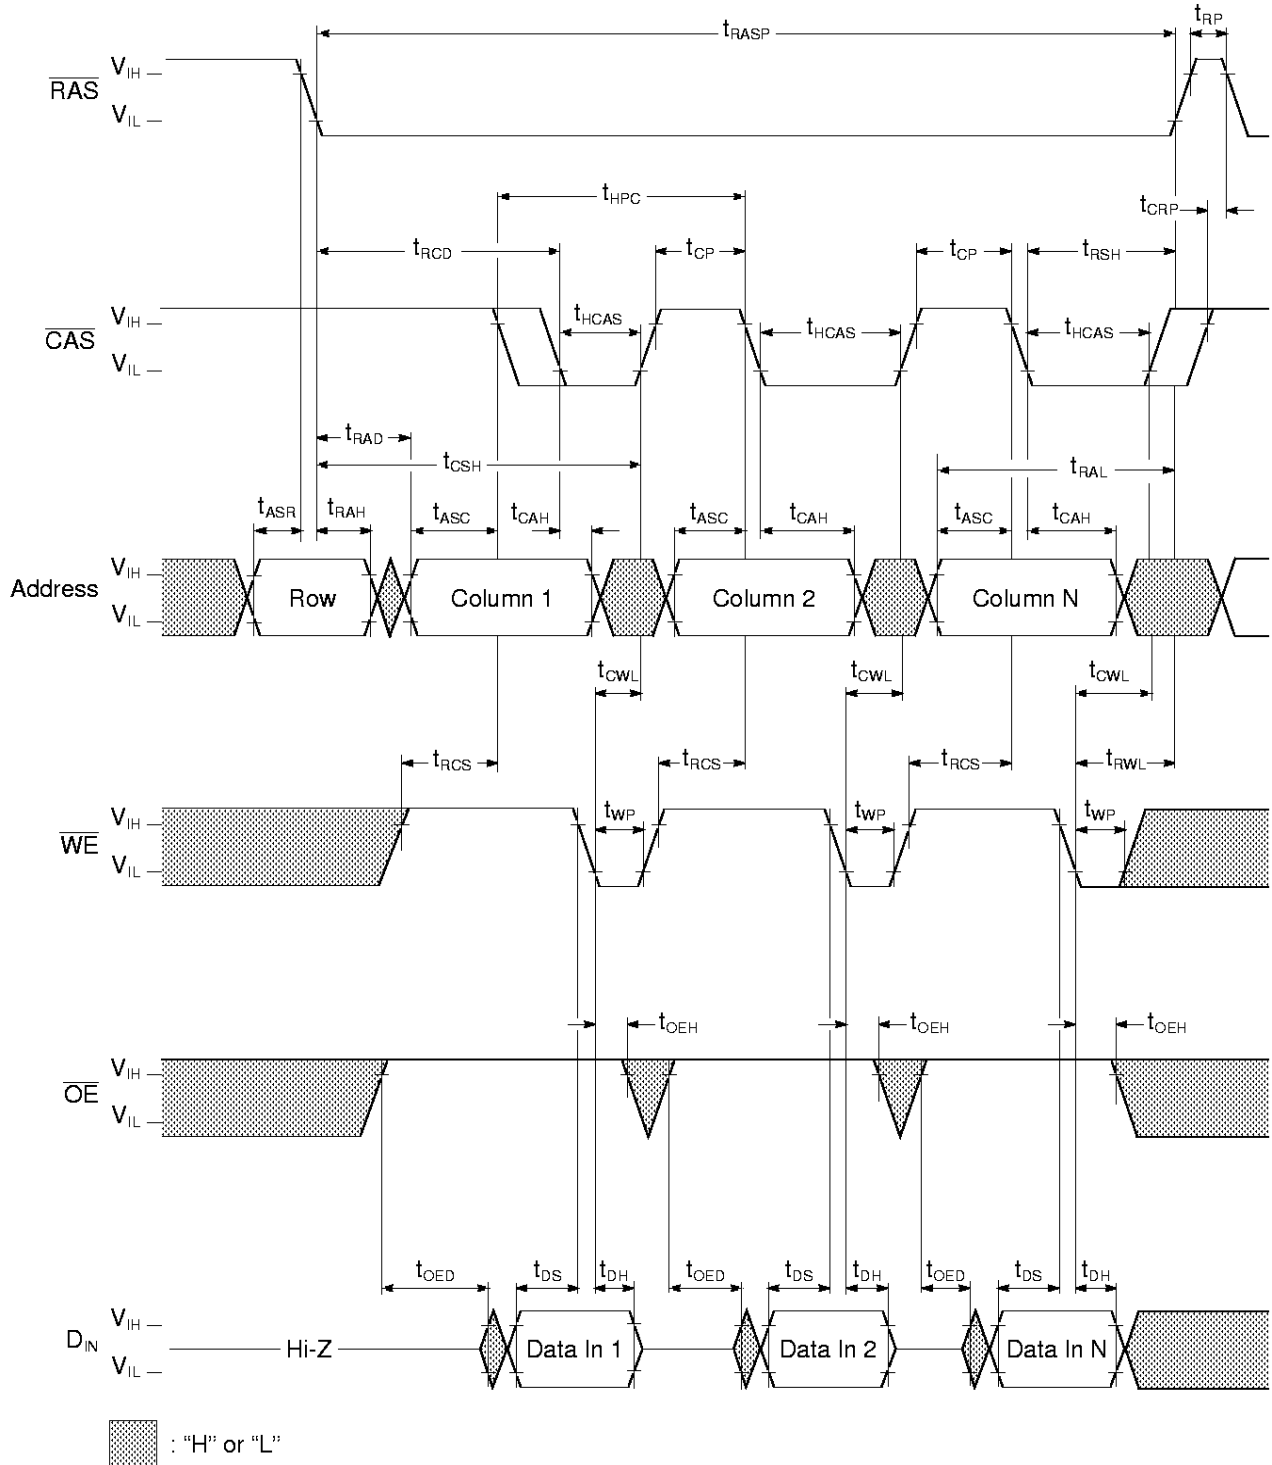 tRASP tRP
RAS VIH
VIL
tHPC tCRP
tRCD tCP tCP tRSH
CAS VIH tHCAS tHCAS tHCAS
VIL
tRAD
tCSH tRAL
tASR tRAH tASC tCAH tASC tCAH tASC tCAH
Address VIH
VIL
Row Column 1 Column 2 Column N
tCWL tCWL tCWL
tRCS tRCS tRCS tRWL
WE VIH tWP tWP tWP
VIL
tOEH tOEH tOEH
OE VIH
VIL
tOED tDS tDH tOED tDS tDH tOED tDS tDH
DIN VIH
VIL
Hi-Z Data In 1 Data In 2 Data In N
: “H” or “L”